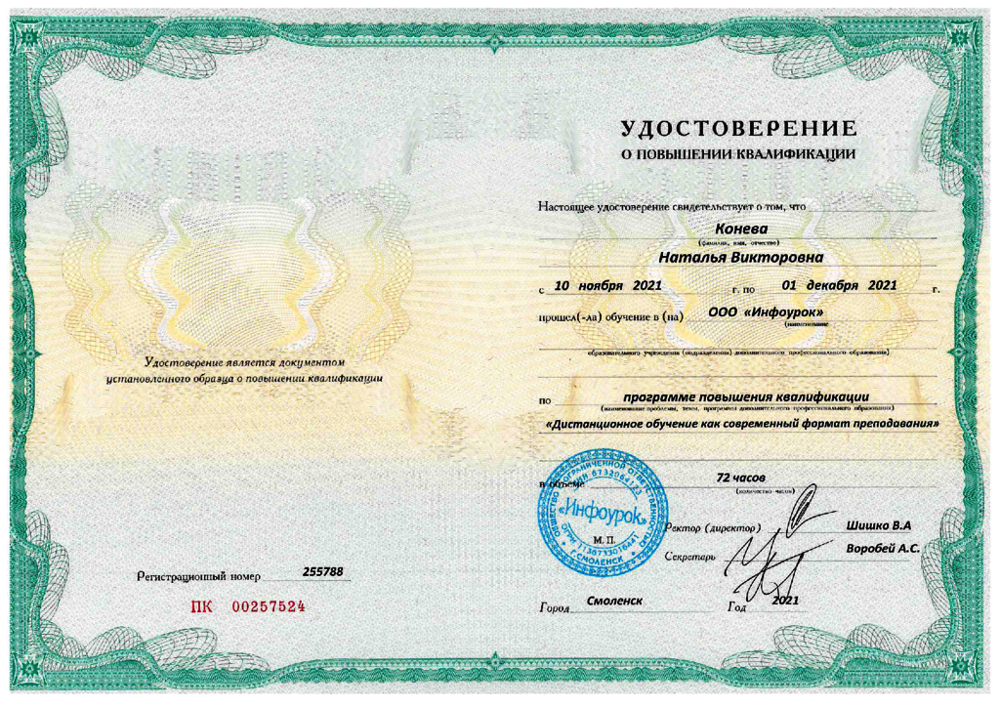 Удостоверение является документом
установленного образца о повышении квалификации
Регистрационный номер 255788
ПК 00257524
УДОСТОВЕРЕНИЕ
О ПОВЫШЕНИИ КВАЛИФИКАЦИИ
Настоящее удостоверение свидетельствует о том, что
Конева
(фамилия, имя, отчество)
Наталья Викторовна
с 10 ноября 2021 г. по 01 декабря 2021 г.
прошел(-ла) обучение в (на) ООО «Инфоурок»
(наименование
образовательного учреждения (подразделения) дополнительного профессионального образования)
по программе повышения квалификации
(наименование проблемы, темы, программы дополнительного профессионального образования)
«Дистанционное обучение как современный формат преподавания»
в объеме 72 часов
(количество часов)
ОБЩЕСТВО С ОГРАНИЧЕННОЙ ОТВЕТСТВЕННОСТЬЮ
«Инфоурок»
М. П.
Г.СМОЛЕНСК
Ректор (директор) Шишко В.А
Секретарь Воробей А.С.
Город Смоленск Год 2021